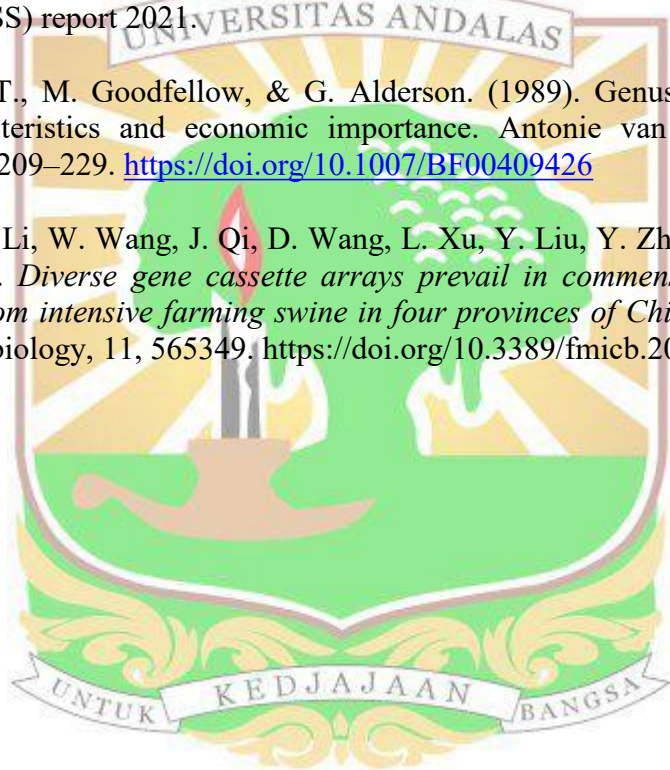 SS) report 2021.
UNIVERSITAS ANDALAS
T., M. Goodfellow, & G. Alderson. (1989). Genus
teristics and economic importance. Antonie van
209–229. https://doi.org/10.1007/BF00409426
Li, W. Wang, J. Qi, D. Wang, L. Xu, Y. Liu, Y. Zh
. Diverse gene cassette arrays prevail in commens
om intensive farming swine in four provinces of Chi
biology, 11, 565349. https://doi.org/10.3389/fmicb.20
UNTUK KEDJAJAAN BANGSA